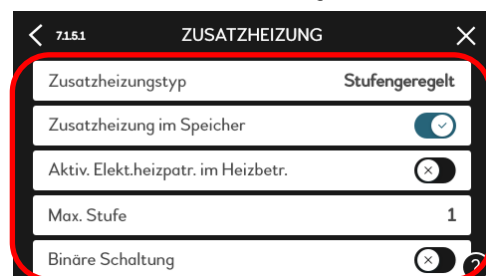 7.1.5.1 ZUSATZHEIZUNG
Zusatzheizungstyp Stufengeregelt
Zusatzheizung im Speicher
Aktiv. Elekt.heizpatr. im Heizbetr.
Max. Stufe 1
Binäre Schaltung ?